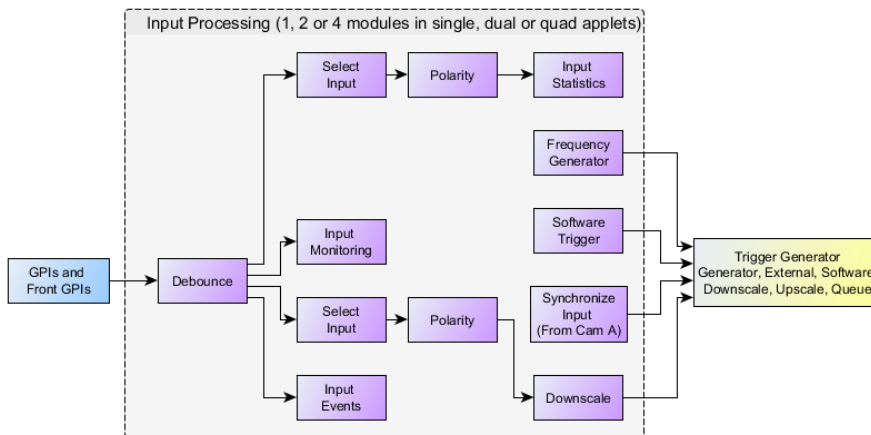 Input Processing (1, 2 or 4 modules in single, dual or quad applets)
Select
Input
Polarity
Input
Statistics
Frequency
Generator
Input
Monitoring
Software
Trigger
GPIs and
Front GPIs
Debounce
Select
Input
Polarity
Synchronize
Input
(From Cam A)
Trigger Generator
Generator, External, Software
Downscale, Upscale, Queue
Input
Events
Downscale